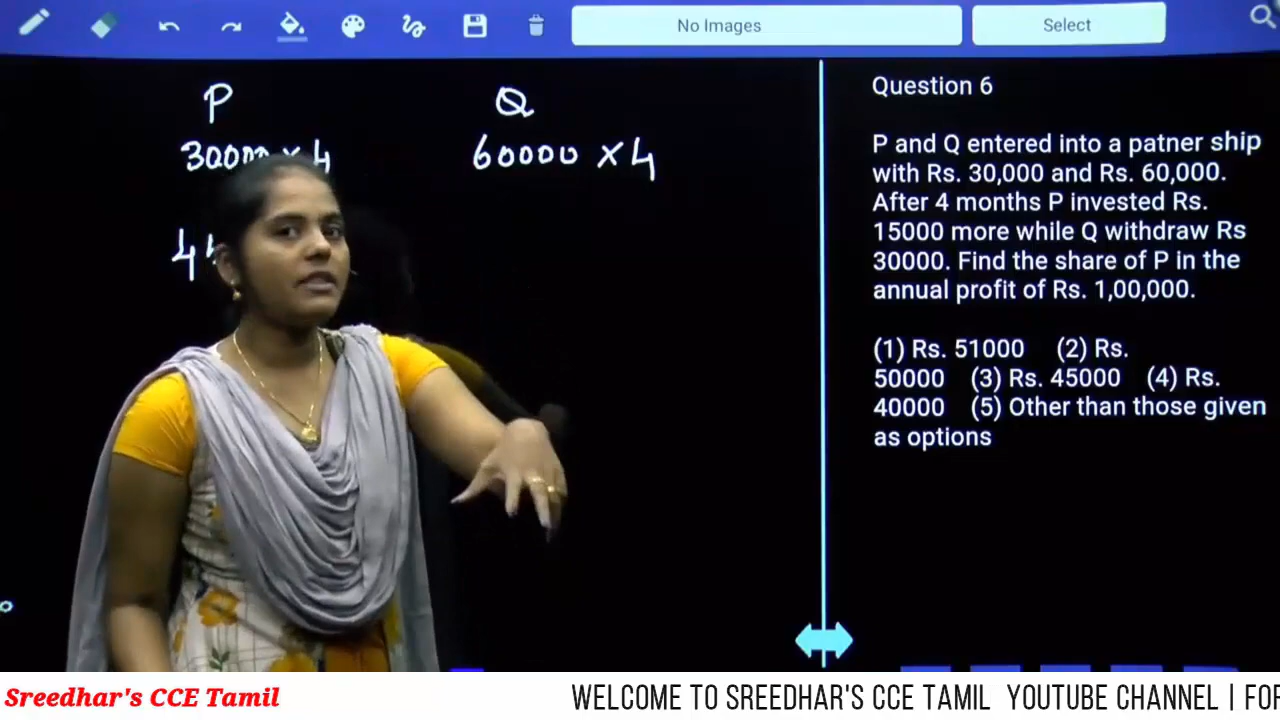 No Images
Select
P
Q
30000 × 4
60000 × 4
Question 6
P and Q entered into a patner ship
with Rs. 30,000 and Rs. 60,000.
After 4 months P invested Rs.
15000 more while Q withdraw Rs
30000. Find the share of P in the
annual profit of Rs. 1,00,000.
(1) Rs. 51000 (2) Rs.
50000 (3) Rs. 45000 (4) Rs.
40000 (5) Other than those given
as options
Sreedhar's CCE Tamil
WELCOME TO SREEDHAR'S CCE TAMIL YOUTUBE CHANNEL | FOR